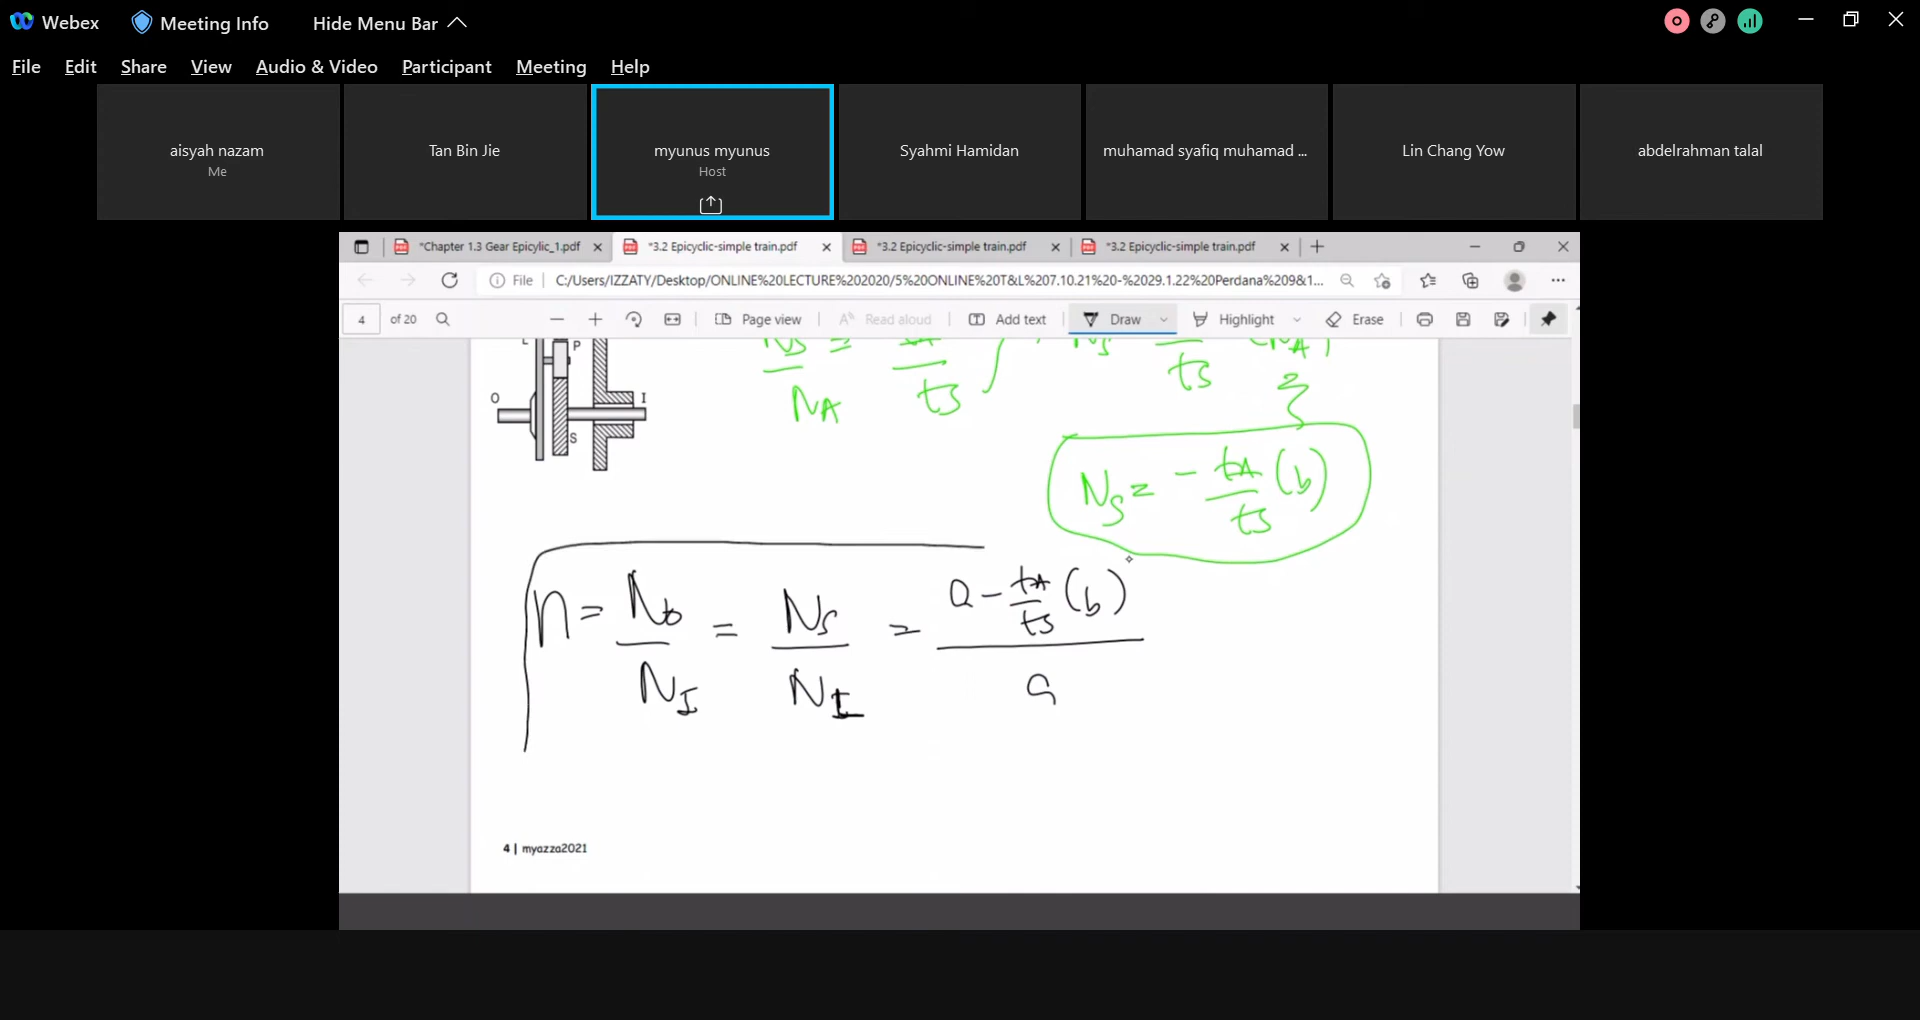 Webex Meeting Info Hide Menu Bar
File Edit Share View Audio & Video Participant Meeting Help
aisyah nazam
Me
Tan Bin Jie
myunus myunus
Host
Syahmi Hamidan
muhamad syafiq muhamad ...
Lin Chang Yow
abdelrahman talal
*Chapter 1.3 Gear Epicylic_1.pdf *3.2 Epicyclic-simple train.pdf *3.2 Epicyclic-simple train.pdf *3.2 Epicyclic-simple train.pdf
File C:/Users/IZZATY/Desktop/ONLINE%20LECTURE%202020/5%20ONLINE%20T&L%207.10.21%20-%2029.1.22%20Perdana%209&1...
4 of 20 Page view Read aloud Add text Draw Highlight Erase
P
O I
S
NA tS tS
NS = - tA/tS (b)
n = No/NI = NS/NI = (a - tA/tS (b))/a
4 | myazza2021